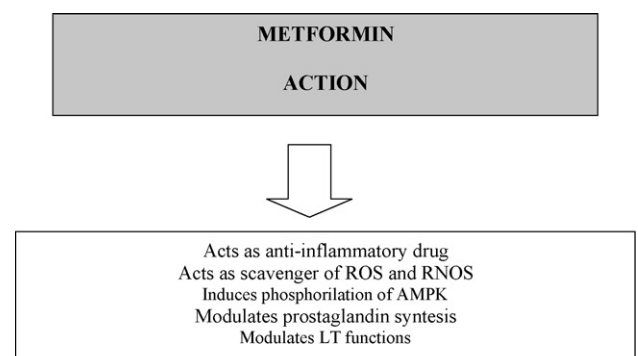 METFORMIN
ACTION
Acts as anti-inflammatory drug
Acts as scavenger of ROS and RNOS
Induces phosphorilation of AMPK
Modulates prostaglandin syntesis
Modulates LT functions